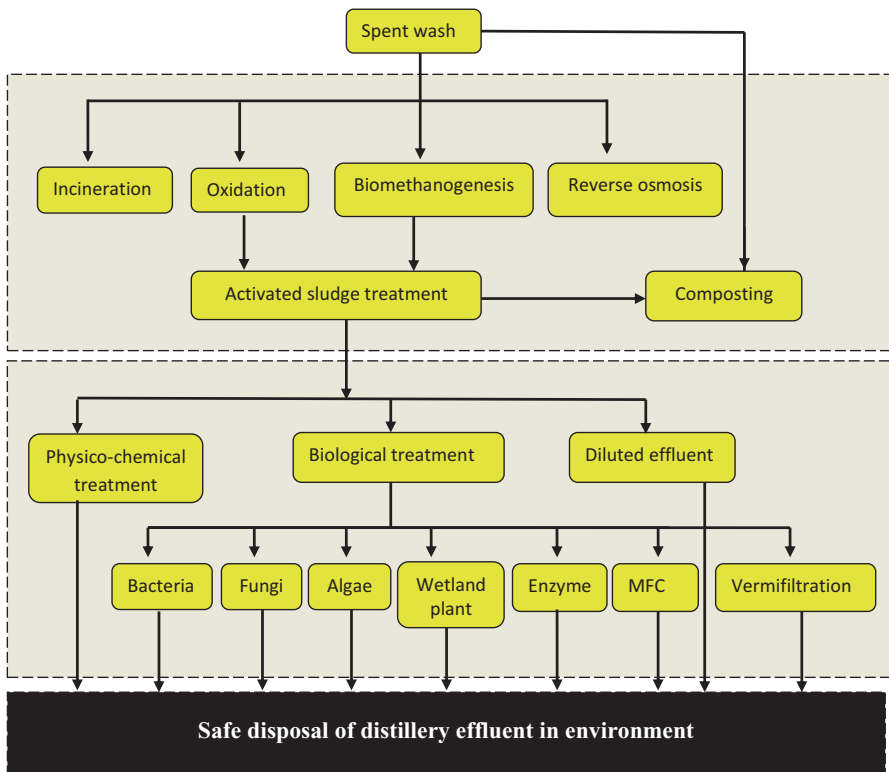 Spent wash
Incineration
Oxidation
Biomethanogenesis
Reverse osmosis
Activated sludge treatment
Composting
Physico-chemical
treatment
Biological treatment
Diluted effluent
Bacteria
Fungi
Algae
Wetland
plant
Enzyme
MFC
Vermifiltration
Safe disposal of distillery effluent in environment